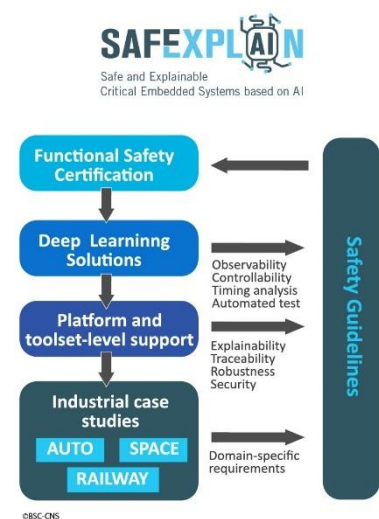 SAFEXPLAIN
Safe and Explainable
Critical Embedded Systems based on AI
Functional Safety
Certification
Deep Learninng
Solutions
Observability
Controllability
Timing analysis
Automated test
Platform and
toolset-level support
Explainability
Traceability
Robustness
Security
Industrial case
studies
AUTO
SPACE
RAILWAY
Domain-specific
requirements
Safety Guidelines
©BSC-CNS